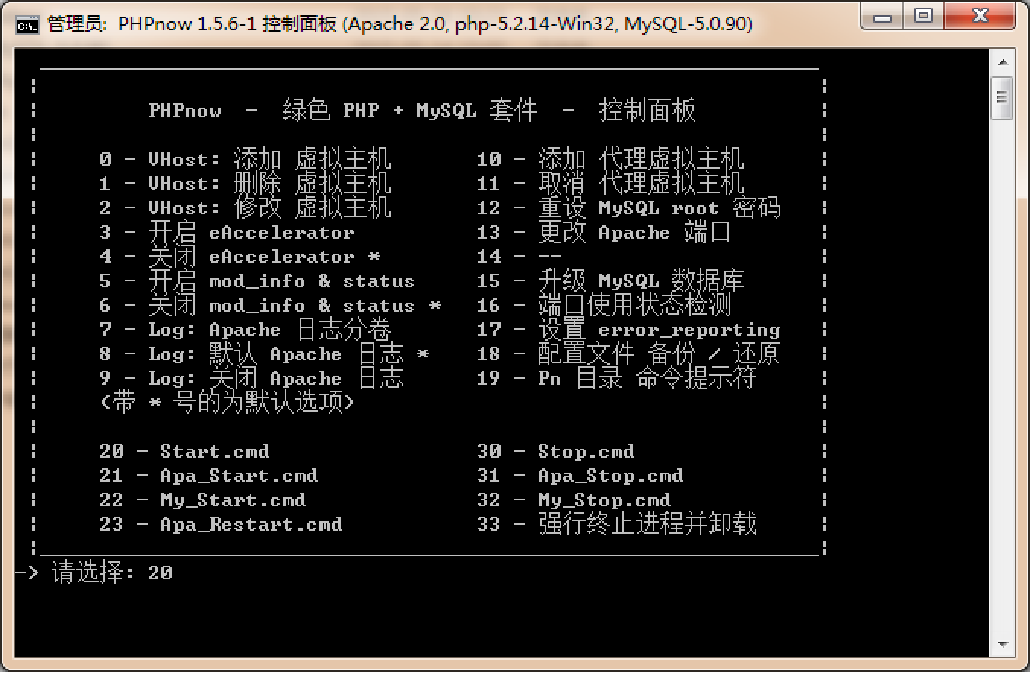 管理员: PHPnow 1.5.6-1 控制面板 (Apache 2.0, php-5.2.14-Win32, MySQL-5.0.90)
PHPnow - 绿色 PHP + MySQL 套件 - 控制面板
0 - VHost: 添加 虚拟主机 10 - 添加 代理虚拟主机
1 - VHost: 删除 虚拟主机 11 - 取消 代理虚拟主机
2 - VHost: 修改 虚拟主机 12 - 重设 MySQL root 密码
3 - 开启 eAccelerator 13 - 更改 Apache 端口
4 - 关闭 eAccelerator * 14 - --
5 - 开启 mod_info & status 15 - 升级 MySQL 数据库
6 - 关闭 mod_info & status * 16 - 端口使用状态检测
7 - Log: Apache 日志分卷 17 - 设置 error_reporting
8 - Log: 默认 Apache 日志 * 18 - 配置文件 备份 / 还原
9 - Log: 关闭 Apache 日志 19 - Pn 目录 命令提示符
(带 * 号的为默认选项)
20 - Start.cmd 30 - Stop.cmd
21 - Apa_Start.cmd 31 - Apa_Stop.cmd
22 - My_Start.cmd 32 - My_Stop.cmd
23 - Apa_Restart.cmd 33 - 强行终止进程并卸载
-> 请选择: 20